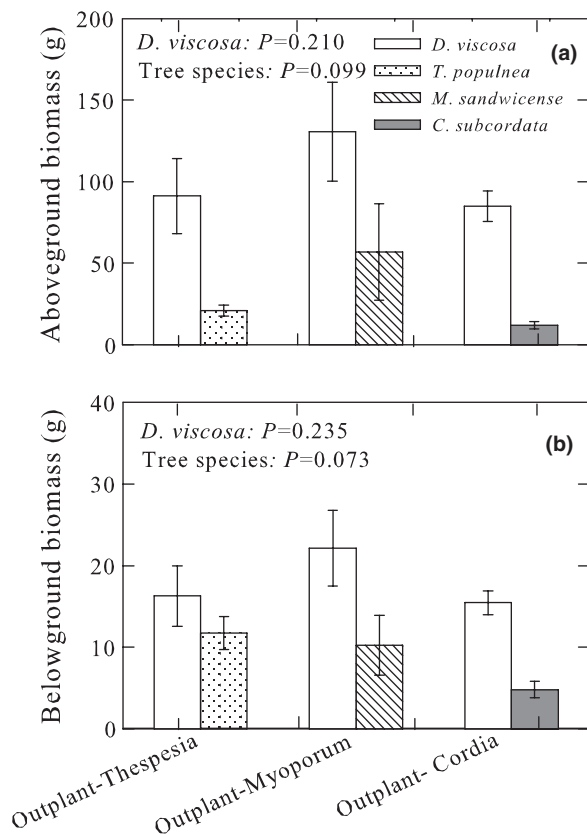 200
150
100
50
0
Aboveground biomass (g)
D. viscosa: P=0.210
Tree species: P=0.099
D. viscosa
T. populnea
M. sandwicense
C. subcordata
(a)
40
30
20
10
0
Belowground biomass (g)
D. viscosa: P=0.235
Tree species: P=0.073
(b)
Outplant-Thespesia
Outplant-Myoporum
Outplant- Cordia